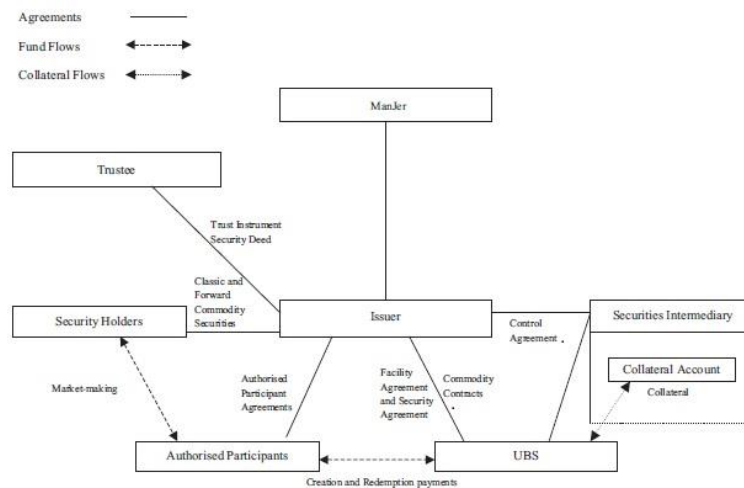 Agreements
Fund Flows
Collateral Flows
ManJer
Trustee
Trust Instrument
Security Deed
Classic and
Forward
Commodity
Securities
Security Holders
Issuer
Securities Intermediary
Control
Agreement .
Collateral Account
Collateral
Market-making
Authorised
Participant
Agreements
Facility
Agreement
and Security
Agreement
Commodity
Contracts
.
Authorised Participants
UBS
Creation and Redemption payments